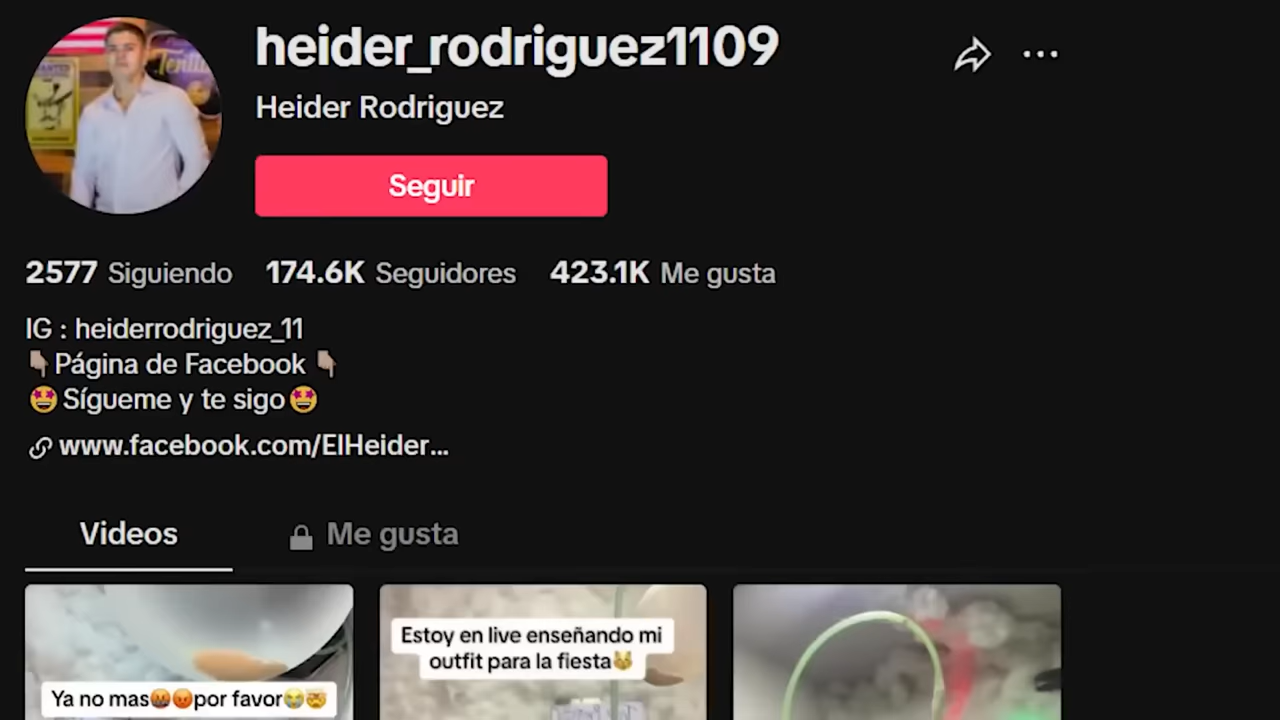 heider_rodriguez1109
Heider Rodriguez
Seguir
2577 Siguiendo 174.6K Seguidores 423.1K Me gusta
IG : heiderrodriguez_11
👇🏽Página de Facebook 👇🏽
🤩Sígueme y te sigo🤩
www.facebook.com/ElHeider...
Videos Me gusta
Ya no mas🤬😡por favor😭🤯
Estoy en live enseñando mi
outfit para la fiesta😼